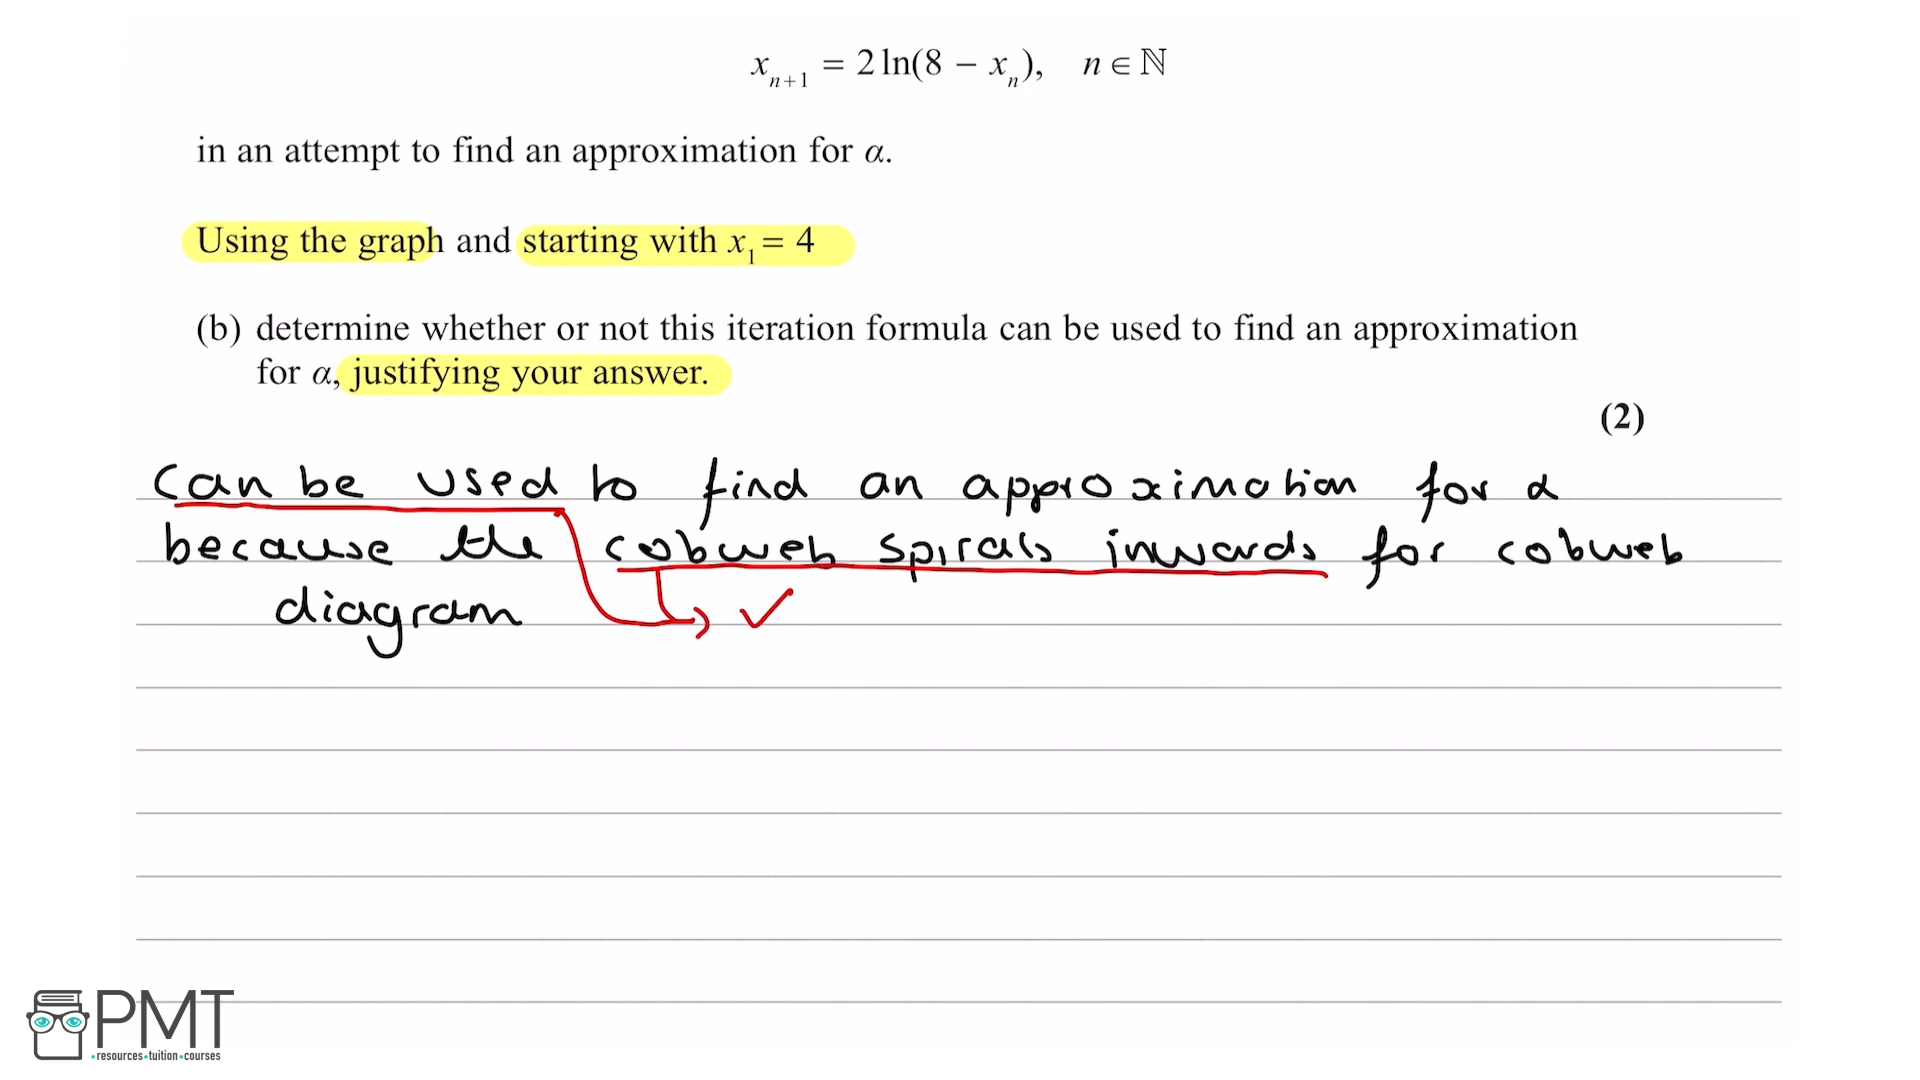 xₙ₊₁ = 2 ln(8 − xₙ), n ∈ ℕ
in an attempt to find an approximation for α.
Using the graph and starting with x₁ = 4
(b) determine whether or not this iteration formula can be used to find an approximation
for α, justifying your answer.
(2)
can be used to find an approximation for α
because the cobweb spirals inwards for cobweb
diagram ✓
PMT
•resources•tuition•courses